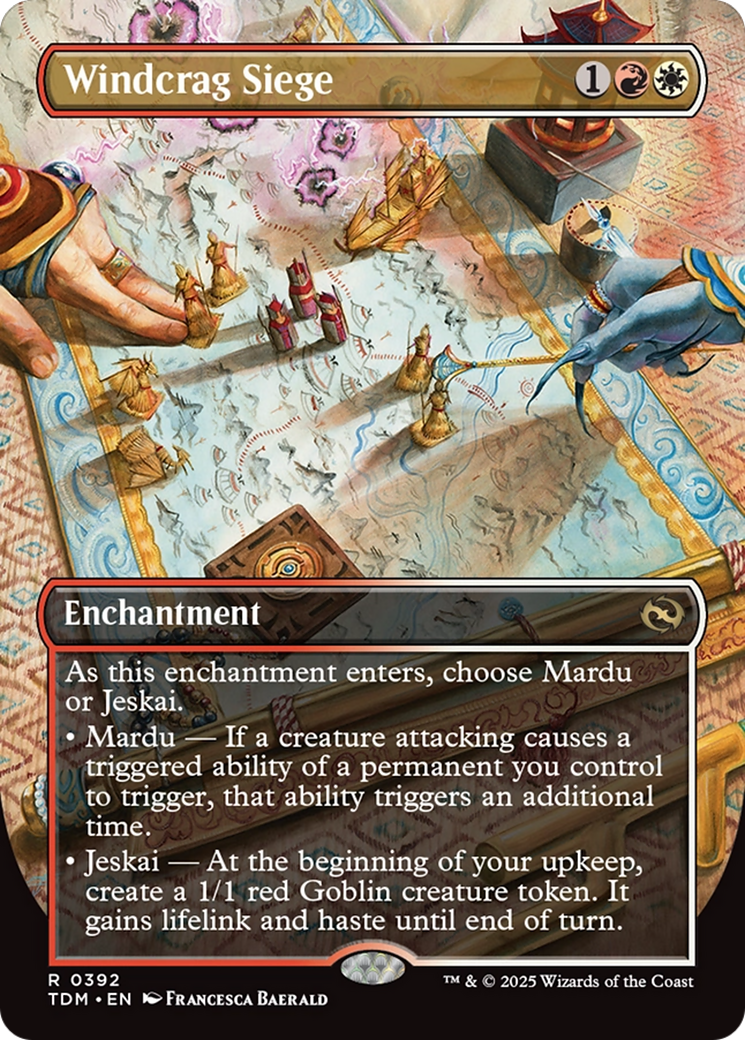 Windcrag Siege
1
Enchantment
As this enchantment enters, choose Mardu
or Jeskai.
• Mardu — If a creature attacking causes a
triggered ability of a permanent you control
to trigger, that ability triggers an additional
time.
• Jeskai — At the beginning of your upkeep,
create a 1/1 red Goblin creature token. It
gains lifelink and haste until end of turn.
R 0392
TDM • EN Francesca Baerald
™ & © 2025 Wizards of the Coast